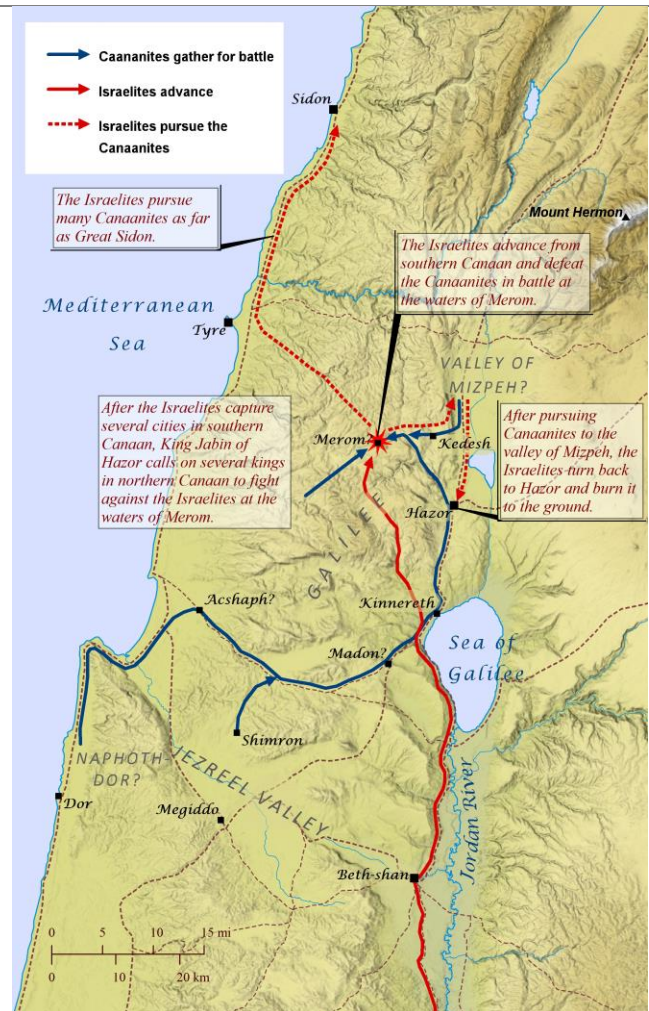 Caananites gather for battle
Israelites advance
Israelites pursue the
Canaanites
Sidon
Mount Hermon
The Israelites pursue
many Canaanites as far
as Great Sidon.
The Israelites advance from
southern Canaan and defeat
the Canaanites in battle at
the waters of Merom.
Mediterranean
Sea
Tyre
VALLEY OF
MIZPEH?
After the Israelites capture
several cities in southern
Canaan, King Jabin of
Hazor calls on several kings
in northern Canaan to fight
against the Israelites at the
waters of Merom.
Merom
Kedesh
After pursuing
Canaanites to the
valley of Mizpeh, the
Israelites turn back
to Hazor and burn it
to the ground.
Hazor
GALILEE
Acshaph?
Kinnereth
Sea of
Galilee
Madon?
Shimron
NAPHOTH-
DOR?
JEZREEL VALLEY
Dor
Megiddo
Jordan River
Beth-shan
0 5 10 15 mi
0 10 20 km